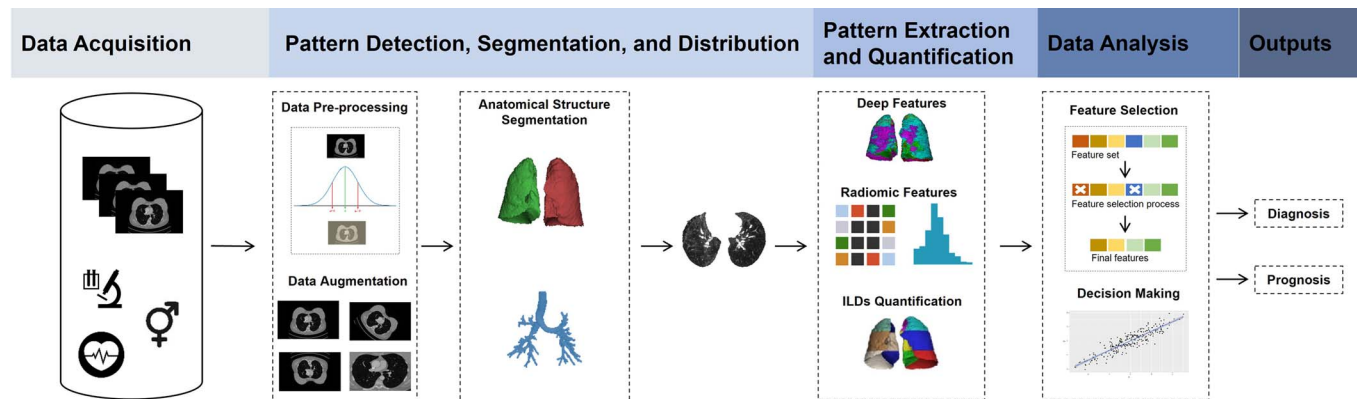 Data Acquisition
Pattern Detection, Segmentation, and Distribution
Pattern Extraction
and Quantification
Data Analysis
Outputs
Data Pre-processing
Data Augmentation
Anatomical Structure
Segmentation
Deep Features
Radiomic Features
ILDs Quantification
Feature Selection
Feature set
Feature selection process
Final features
Decision Making
Diagnosis
Prognosis